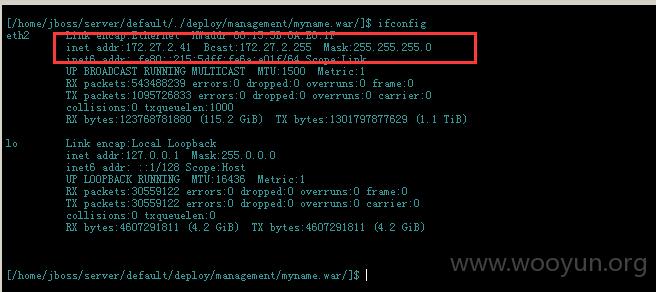 [/home/jboss/server/default/./deploy/management/myname.war/]$ ifconfig
eth2 Link encap:Ethernet HWaddr
inet addr:172.27.2.41 Bcast:172.27.2.255 Mask:255.255.255.0
inet6 addr: fe80::215:5dff:fe6a:e01f/64 Scope:Link
UP BROADCAST RUNNING MULTICAST MTU:1500 Metric:1
RX packets:543488239 errors:0 dropped:0 overruns:0 frame:0
TX packets:1095726833 errors:0 dropped:0 overruns:0 carrier:0
collisions:0 txqueuelen:1000
RX bytes:123768781880 (115.2 GiB) TX bytes:1301797877629 (1.1 TiB)
lo Link encap:Local Loopback
inet addr:127.0.0.1 Mask:255.0.0.0
inet6 addr: ::1/128 Scope:Host
UP LOOPBACK RUNNING MTU:16436 Metric:1
RX packets:30559122 errors:0 dropped:0 overruns:0 frame:0
TX packets:30559122 errors:0 dropped:0 overruns:0 carrier:0
collisions:0 txqueuelen:0
RX bytes:4607291811 (4.2 GiB) TX bytes:4607291811 (4.2 GiB)
www.wooyun.org
[/home/jboss/server/default/deploy/management/myname.war/]$